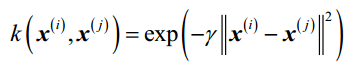 k(x^(i), x^(j)) = exp(−γ‖x^(i) − x^(j)‖²)